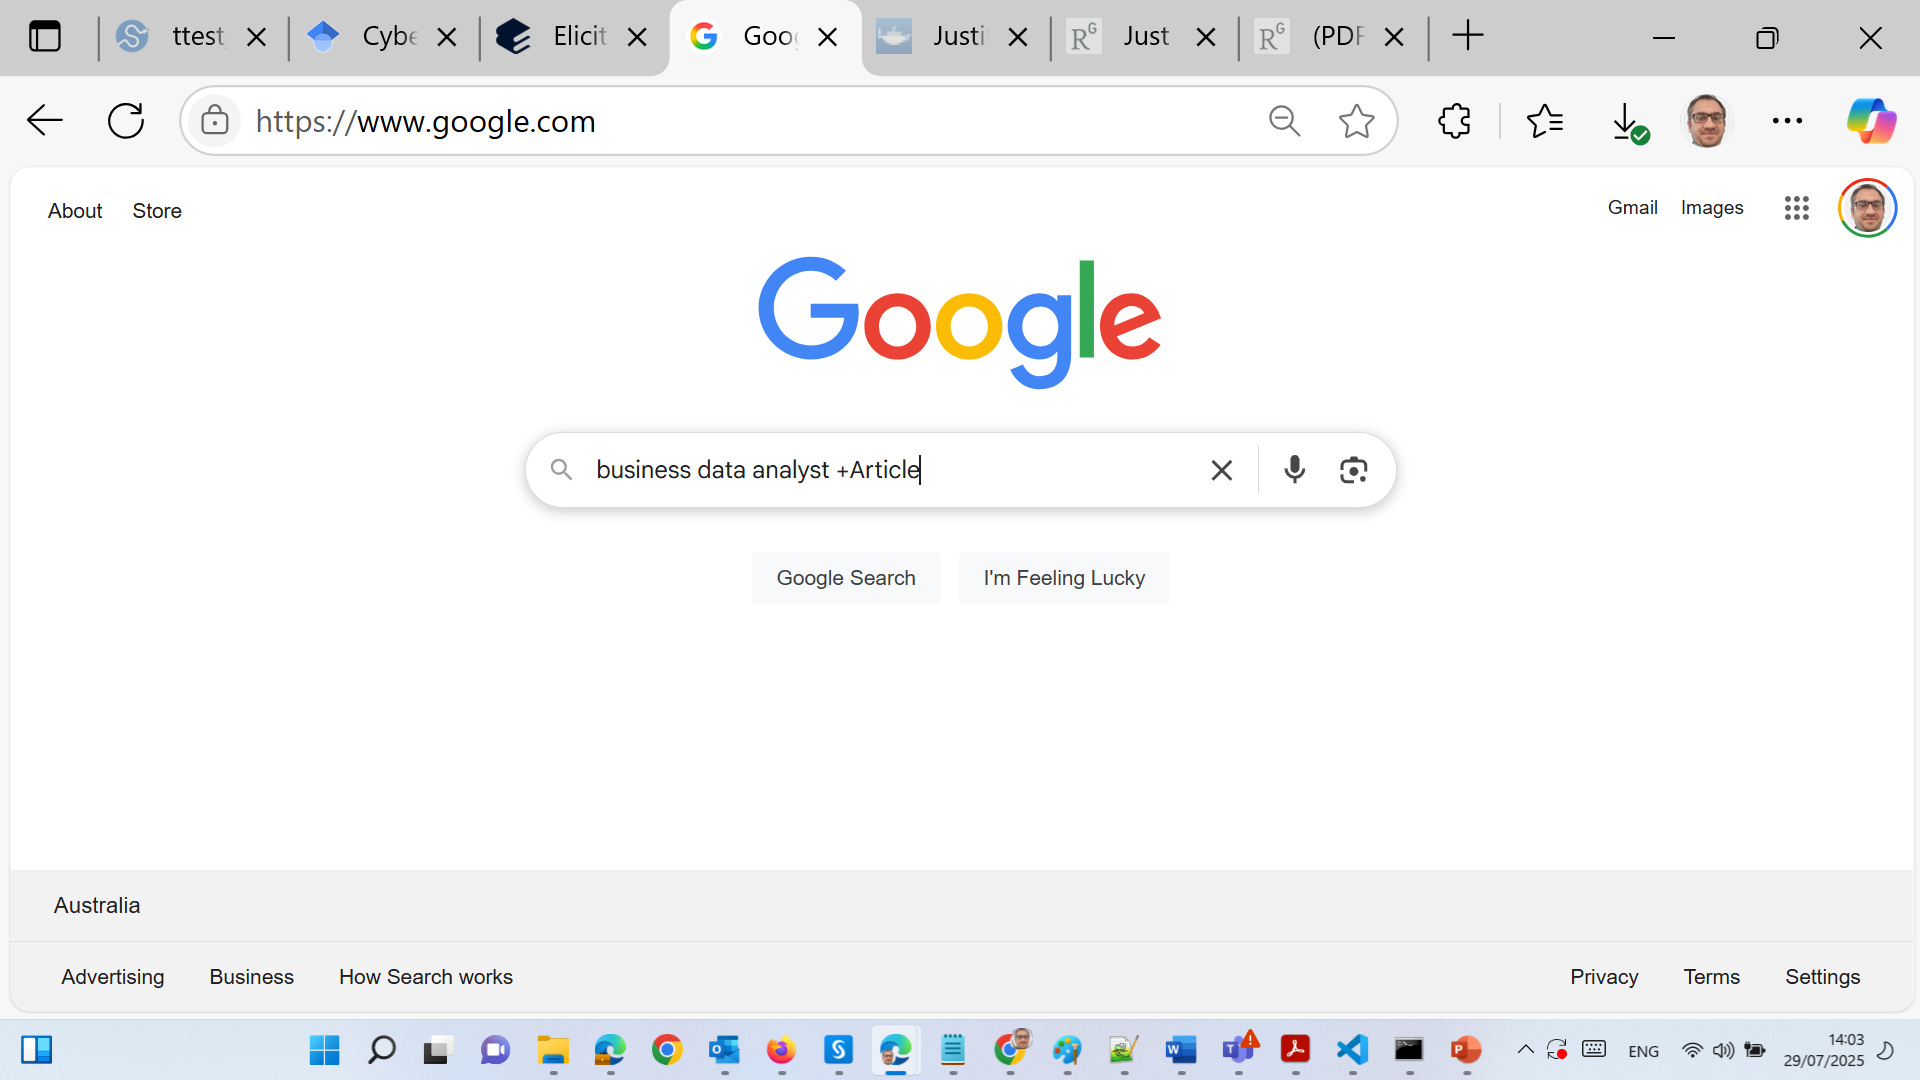 ttest
Cybe
Elicit
Goog
Justi
Just
(PDF
https://www.google.com
About Store
Gmail Images
Google
business data analyst +Article
Google Search
I'm Feeling Lucky
Australia
Advertising Business How Search works
Privacy Terms Settings
ENG
14:03
29/07/2025